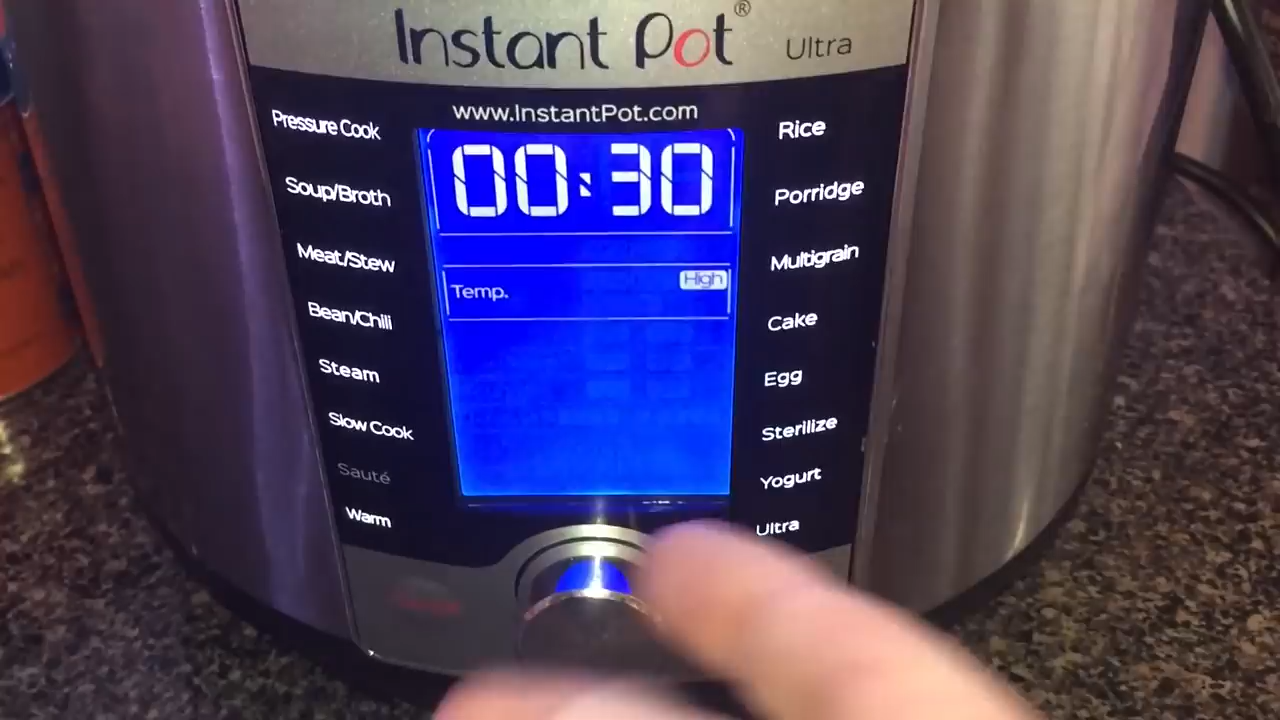 Instant Pot® Ultra
www.InstantPot.com
Pressure Cook
Soup/Broth
Meat/Stew
Bean/Chili
Steam
Slow Cook
Sauté
Warm
00:30
Temp. High
Rice
Porridge
Multigrain
Cake
Egg
Sterilize
Yogurt
Ultra